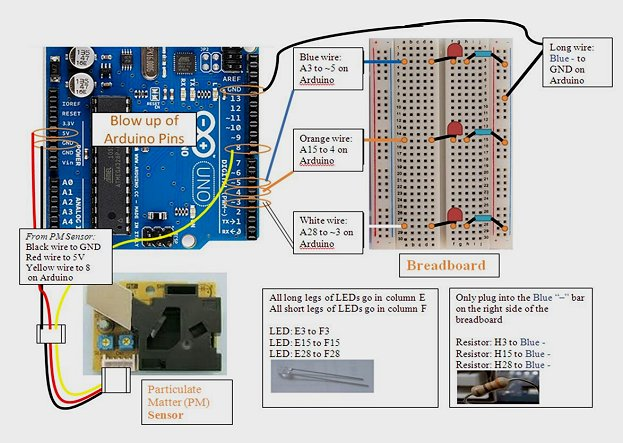 Blue wire:
A3 to ~5 on
Arduino
Long wire:
Blue - to
GND on
Arduino
AREF
GND
13
12
~11
~10
~9
8
7
~6
~5
4
~3
2
TX→1
RX←0
IOREF
RESET
3.3V
5V
GND
GND
Vin
POWER
A0
A1
A2
A3
A4
Blow up of
Arduino Pins
UNO
Orange wire:
A15 to 4 on
Arduino
White wire:
A28 to ~3 on
Arduino
Breadboard
From PM Sensor:
Black wire to GND
Red wire to 5V
Yellow wire to 8
on Arduino
Particulate
Matter (PM)
Sensor
All long legs of LEDs go in column E
All short legs of LEDs go in column F
LED: E3 to F3
LED: E15 to F15
LED: E28 to F28
Only plug into the Blue “–” bar
on the right side of the
breadboard
Resistor: H3 to Blue -
Resistor: H15 to Blue -
Resistor: H28 to Blue -